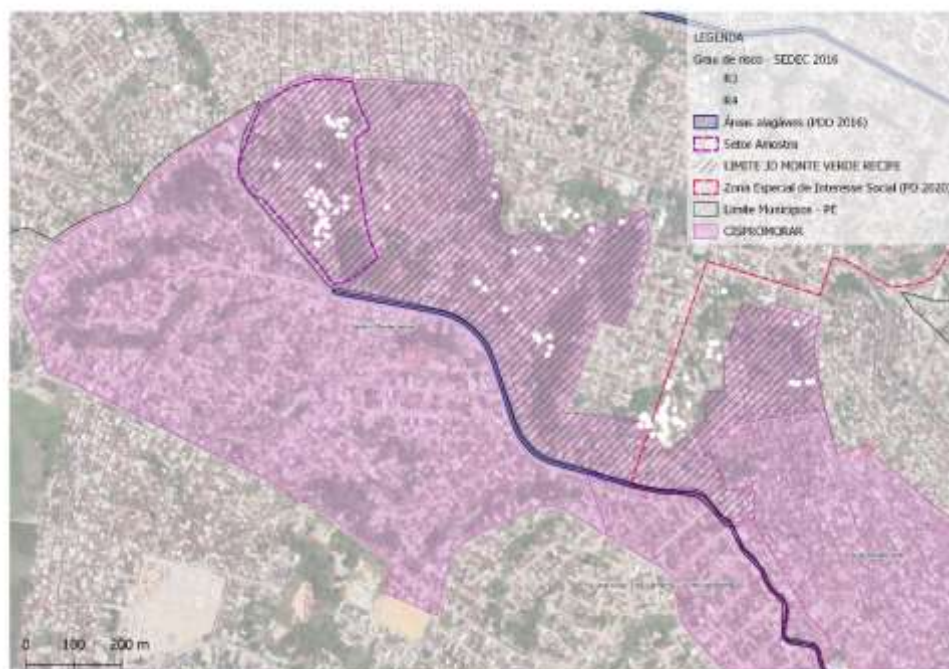 LEGENDA
Grau de risco - SEDEC 2016
R3
R4
Áreas alagáveis (PDD 2016)
Setor Amostra
LIMITE JD MONTE VERDE RECIFE
Zona Especial de Interesse Social (PD 2020)
Limite Municípios - PE
CISPROMORAR
0 100 200 m